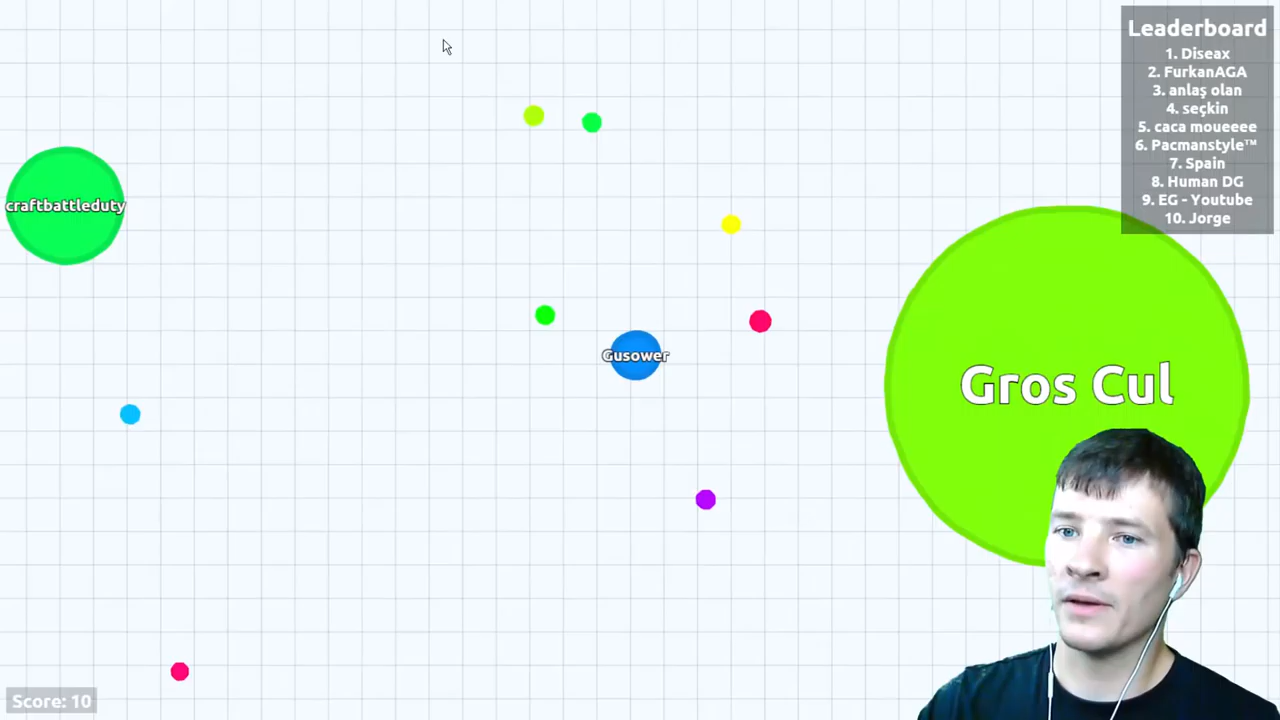 Leaderboard
1. Diseax
2. FurkanAGA
3. anlaş olan
4. seçkin
5. caca moueeee
6. Pacmanstyle™
7. Spain
8. Human DG
9. EG - Youtube
10. Jorge
craftbattleduty
Gusower
Gros Cul
Score: 10